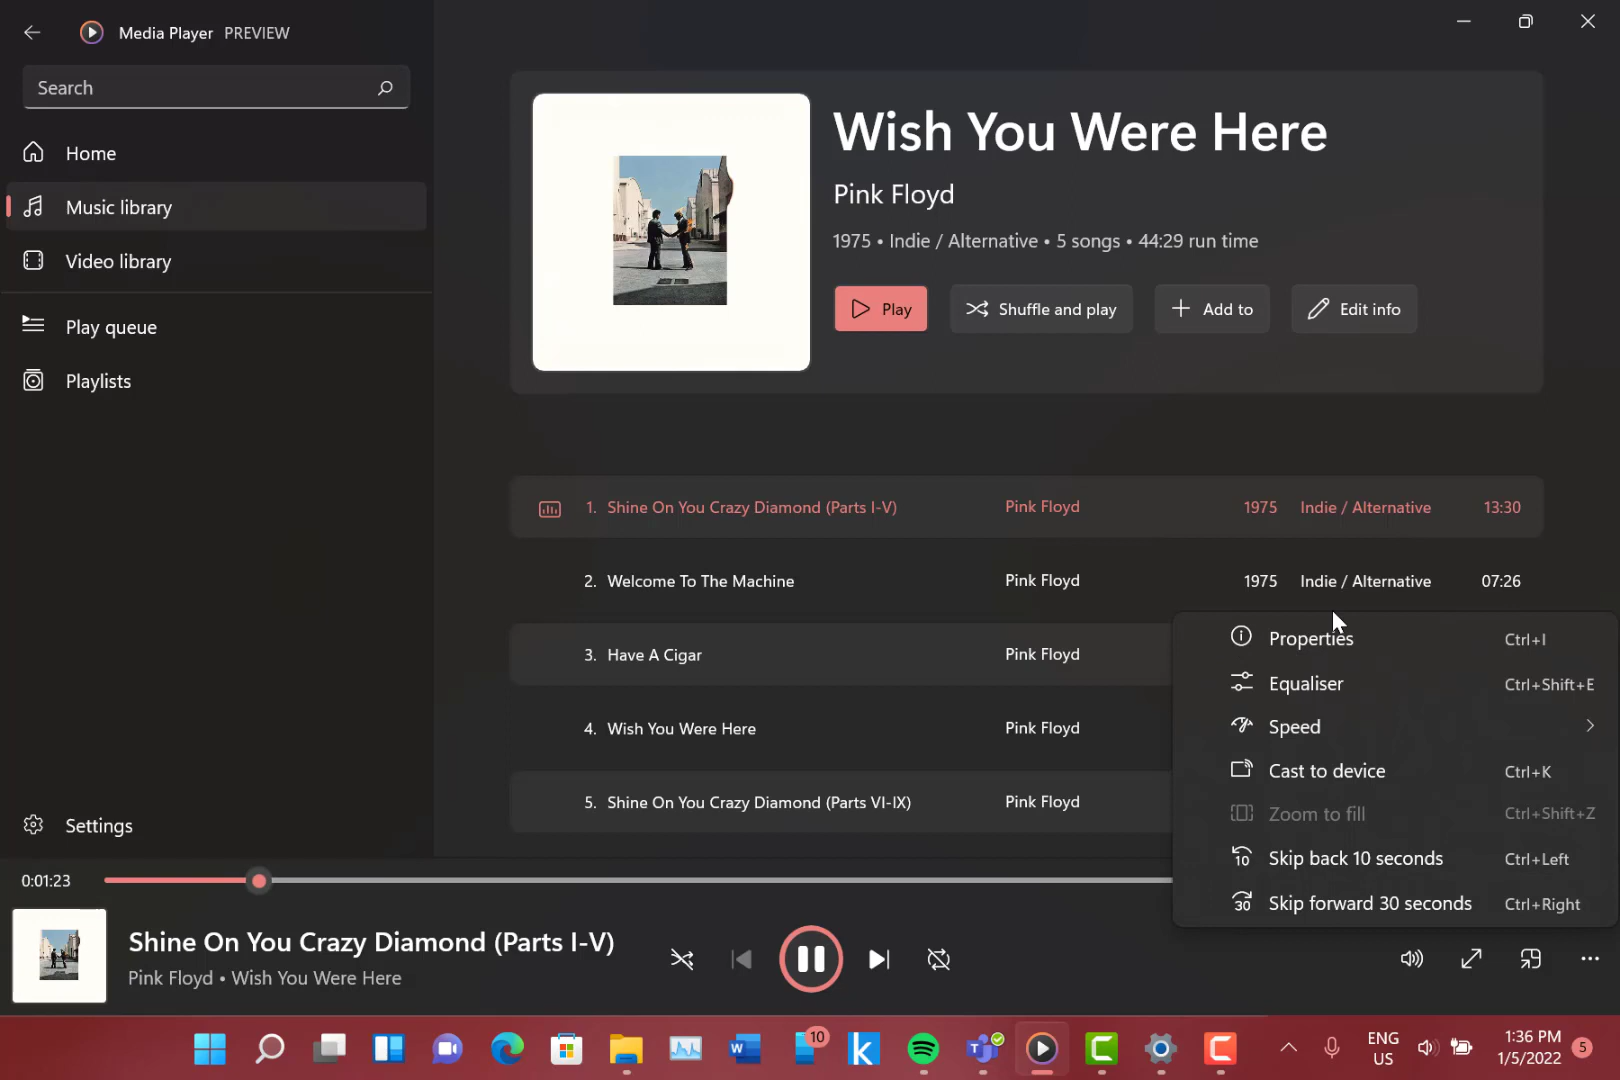 Media Player PREVIEW
Search
Home
Music library
Video library
Play queue
Playlists
Settings
Wish You Were Here
Pink Floyd
1975 • Indie / Alternative • 5 songs • 44:29 run time
Play
Shuffle and play
Add to
Edit info
1. Shine On You Crazy Diamond (Parts I-V) Pink Floyd 1975 Indie / Alternative 13:30
2. Welcome To The Machine Pink Floyd 1975 Indie / Alternative 07:26
3. Have A Cigar Pink Floyd
4. Wish You Were Here Pink Floyd
5. Shine On You Crazy Diamond (Parts VI-IX) Pink Floyd
Properties Ctrl+I
Equaliser Ctrl+Shift+E
Speed
Cast to device Ctrl+K
Zoom to fill Ctrl+Shift+Z
10 Skip back 10 seconds Ctrl+Left
30 Skip forward 30 seconds Ctrl+Right
0:01:23
Shine On You Crazy Diamond (Parts I-V)
Pink Floyd • Wish You Were Here
W
10
k
T
C
C
ENG
US
1:36 PM
1/5/2022
5